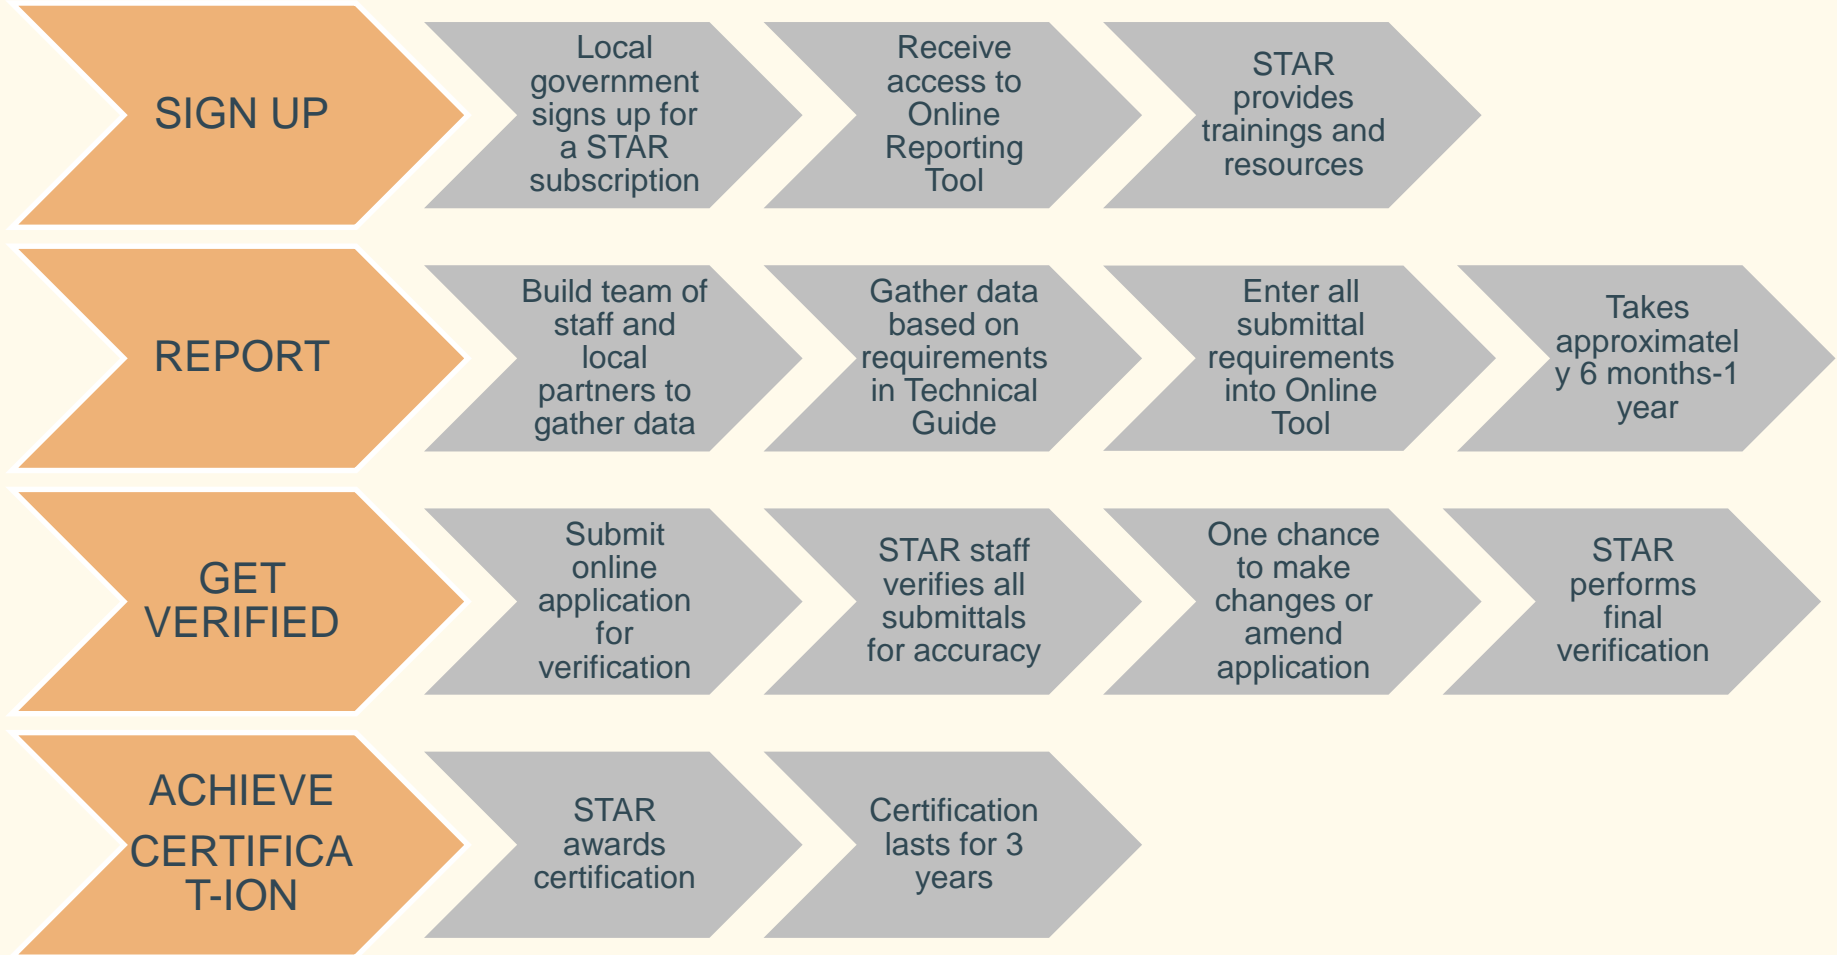 SIGN UP
Local
government
signs up for
a STAR
subscription
Receive
access to
Online
Reporting
Tool
STAR
provides
trainings and
resources
REPORT
Build team of
staff and
local
partners to
gather data
Gather data
based on
requirements
in Technical
Guide
Enter all
submittal
requirements
into Online
Tool
Takes
approximatel
y 6 months-1
year
GET
VERIFIED
Submit
online
application
for
verification
STAR staff
verifies all
submittals
for accuracy
One chance
to make
changes or
amend
application
STAR
performs
final
verification
ACHIEVE
CERTIFICA
T-ION
STAR
awards
certification
Certification
lasts for 3
years